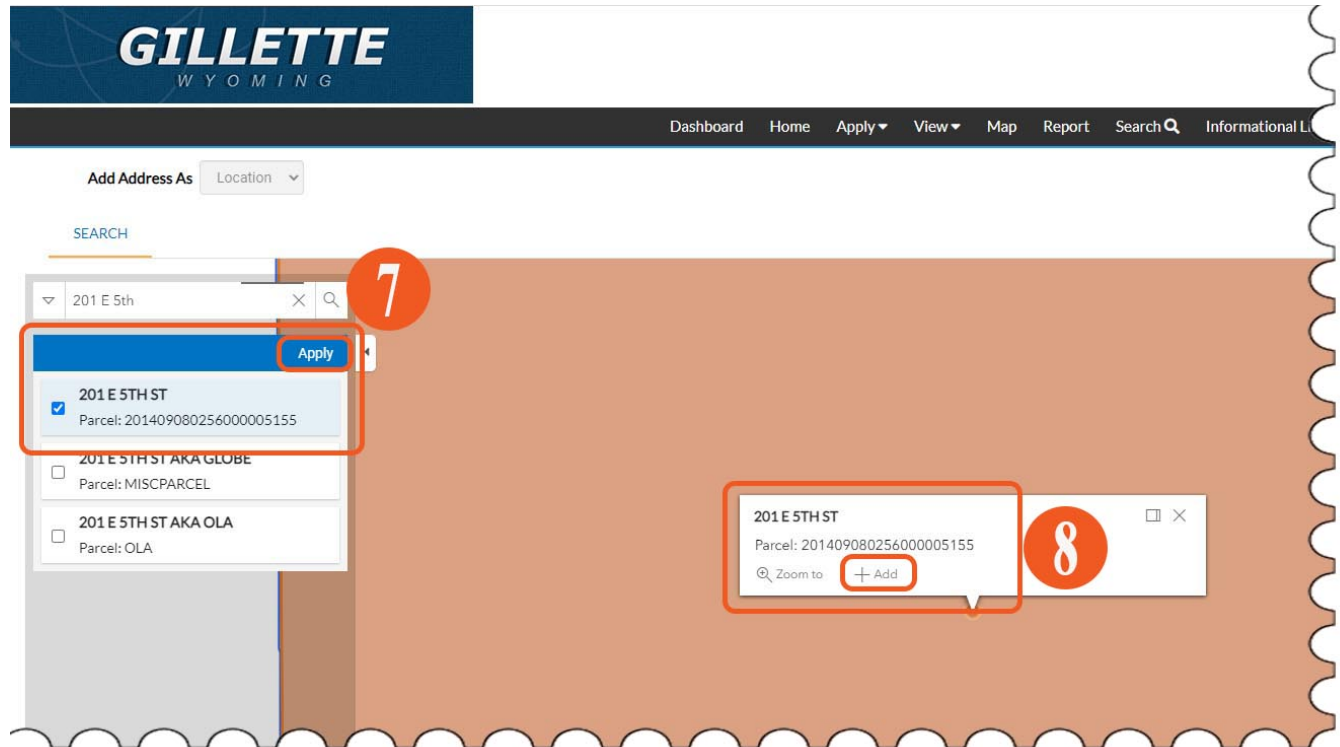 GILLETTE
WYOMING
Dashboard Home Apply View Map Report Search
Add Address As Location
SEARCH
7
201 E 5th
Apply
201 E 5TH ST
Parcel: 201409080256000005155
201 E 5TH ST AKA GLOBE
Parcel: MISCPARCEL
201 E 5TH ST AKA OLA
Parcel: OLA
201 E 5TH ST
Parcel: 201409080256000005155
Zoom to + Add
8